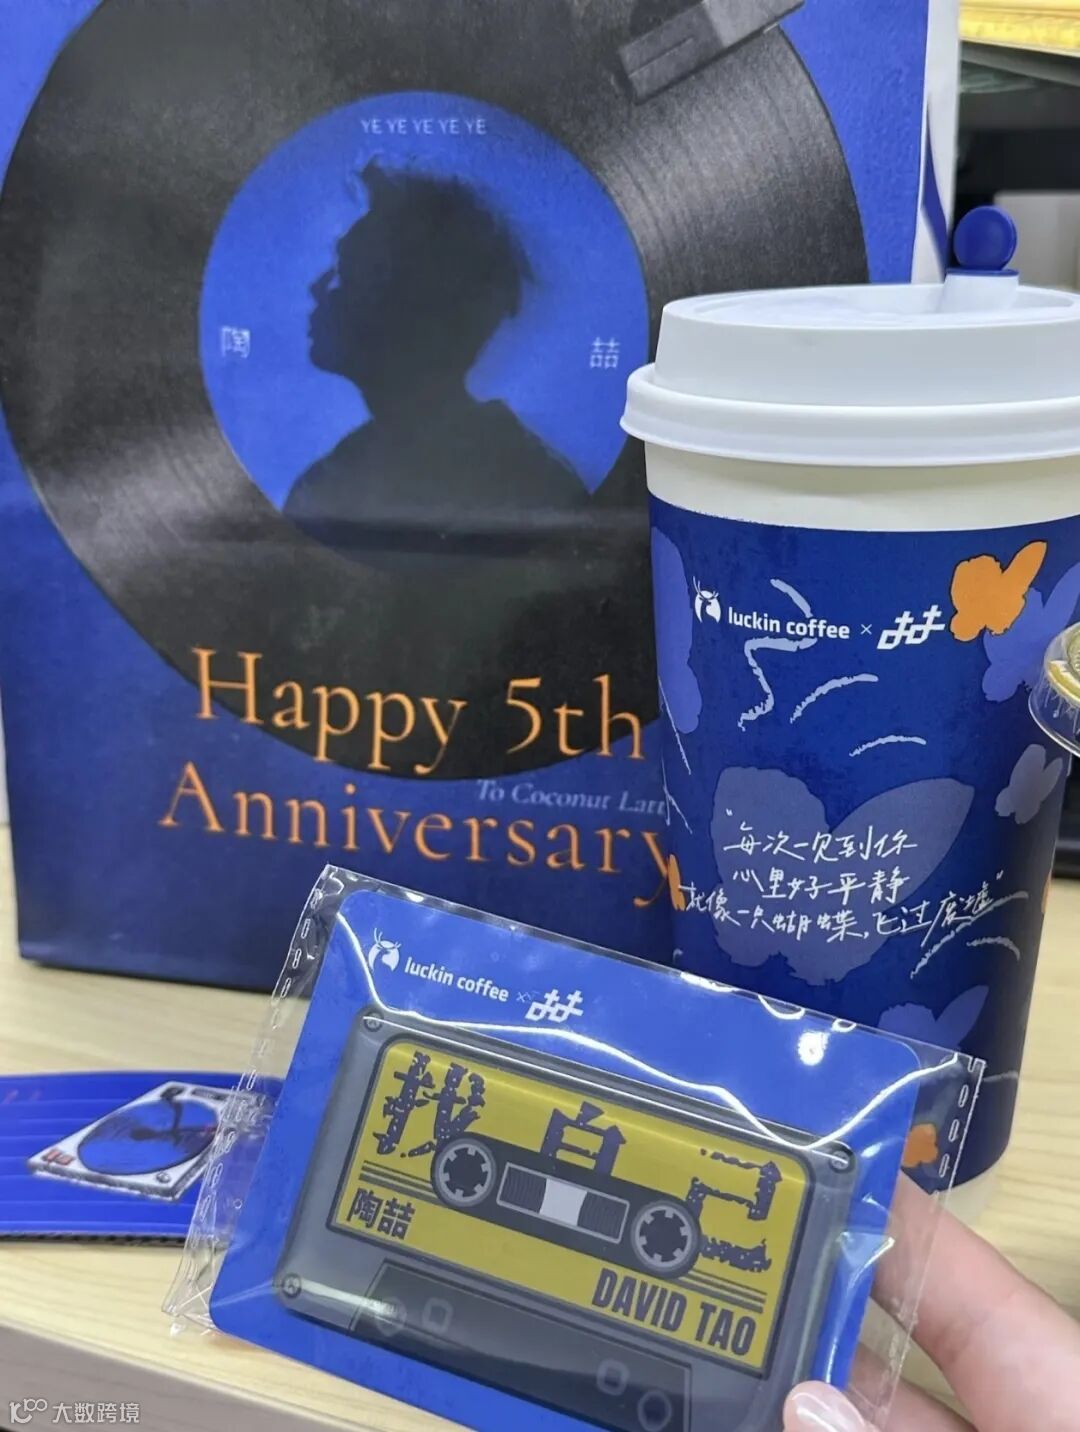 YE YE YE YE YE
陶
喆
Happy 5th
To Coconut Latt
Anniversary
luckin coffee ×
"每次一见到你
心里好平静
就像一只蝴蝶,飞过废墟"
luckin coffee ×
找自己
陶喆
DAVID TAO
大数跨境